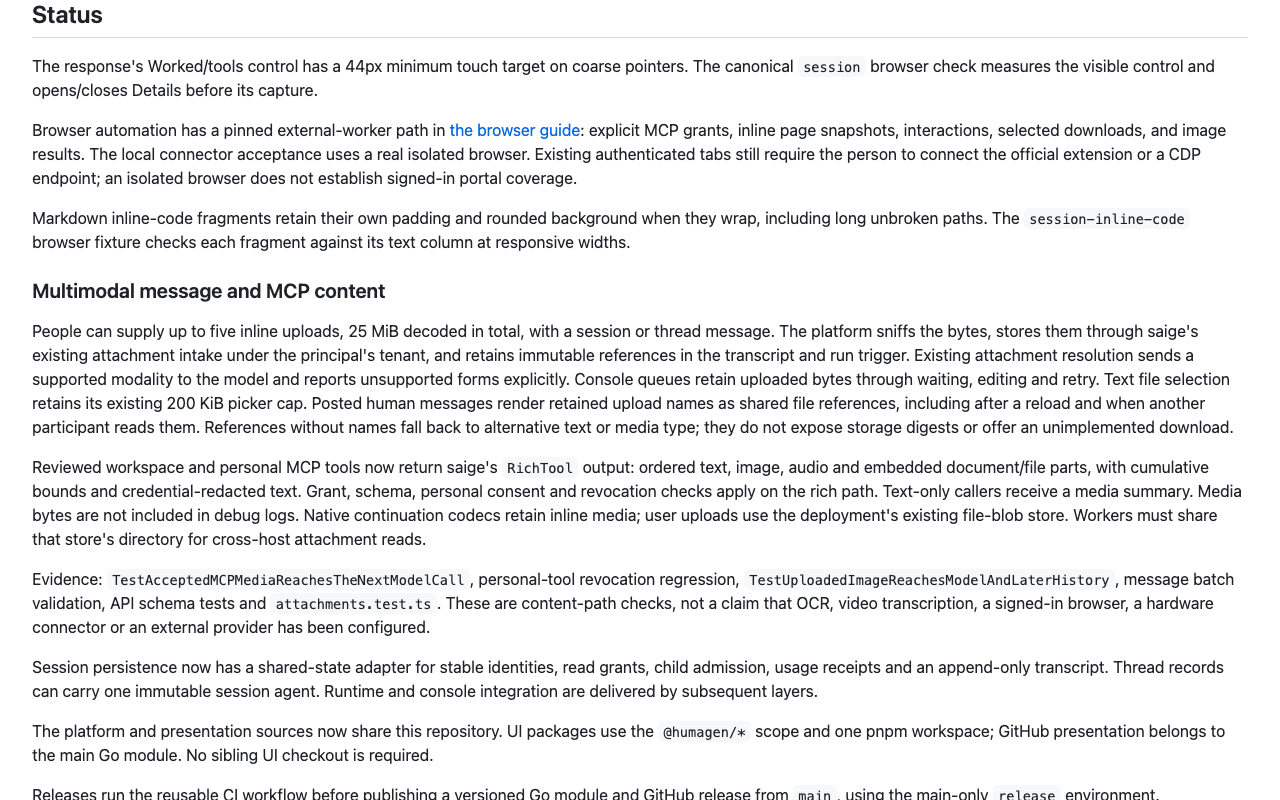 Status
The response's Worked/tools control has a 44px minimum touch target on coarse pointers. The canonical session browser check measures the visible control and
opens/closes Details before its capture.
Browser automation has a pinned external-worker path in the browser guide: explicit MCP grants, inline page snapshots, interactions, selected downloads, and image
results. The local connector acceptance uses a real isolated browser. Existing authenticated tabs still require the person to connect the official extension or a CDP
endpoint; an isolated browser does not establish signed-in portal coverage.
Markdown inline-code fragments retain their own padding and rounded background when they wrap, including long unbroken paths. The session-inline-code
browser fixture checks each fragment against its text column at responsive widths.
Multimodal message and MCP content
People can supply up to five inline uploads, 25 MiB decoded in total, with a session or thread message. The platform sniffs the bytes, stores them through saige's
existing attachment intake under the principal's tenant, and retains immutable references in the transcript and run trigger. Existing attachment resolution sends a
supported modality to the model and reports unsupported forms explicitly. Console queues retain uploaded bytes through waiting, editing and retry. Text file selection
retains its existing 200 KiB picker cap. Posted human messages render retained upload names as shared file references, including after a reload and when another
participant reads them. References without names fall back to alternative text or media type; they do not expose storage digests or offer an unimplemented download.
Reviewed workspace and personal MCP tools now return saige's RichTool output: ordered text, image, audio and embedded document/file parts, with cumulative
bounds and credential-redacted text. Grant, schema, personal consent and revocation checks apply on the rich path. Text-only callers receive a media summary. Media
bytes are not included in debug logs. Native continuation codecs retain inline media; user uploads use the deployment's existing file-blob store. Workers must share
that store's directory for cross-host attachment reads.
Evidence: TestAcceptedMCPMediaReachesTheNextModelCall, personal-tool revocation regression, TestUploadedImageReachesModelAndLaterHistory, message batch
validation, API schema tests and attachments.test.ts. These are content-path checks, not a claim that OCR, video transcription, a signed-in browser, a hardware
connector or an external provider has been configured.
Session persistence now has a shared-state adapter for stable identities, read grants, child admission, usage receipts and an append-only transcript. Thread records
can carry one immutable session agent. Runtime and console integration are delivered by subsequent layers.
The platform and presentation sources now share this repository. UI packages use the @humagen/* scope and one pnpm workspace; GitHub presentation belongs to
the main Go module. No sibling UI checkout is required.
Releases run the reusable CI workflow before publishing a versioned Go module and GitHub release from main, using the main-only release environment.